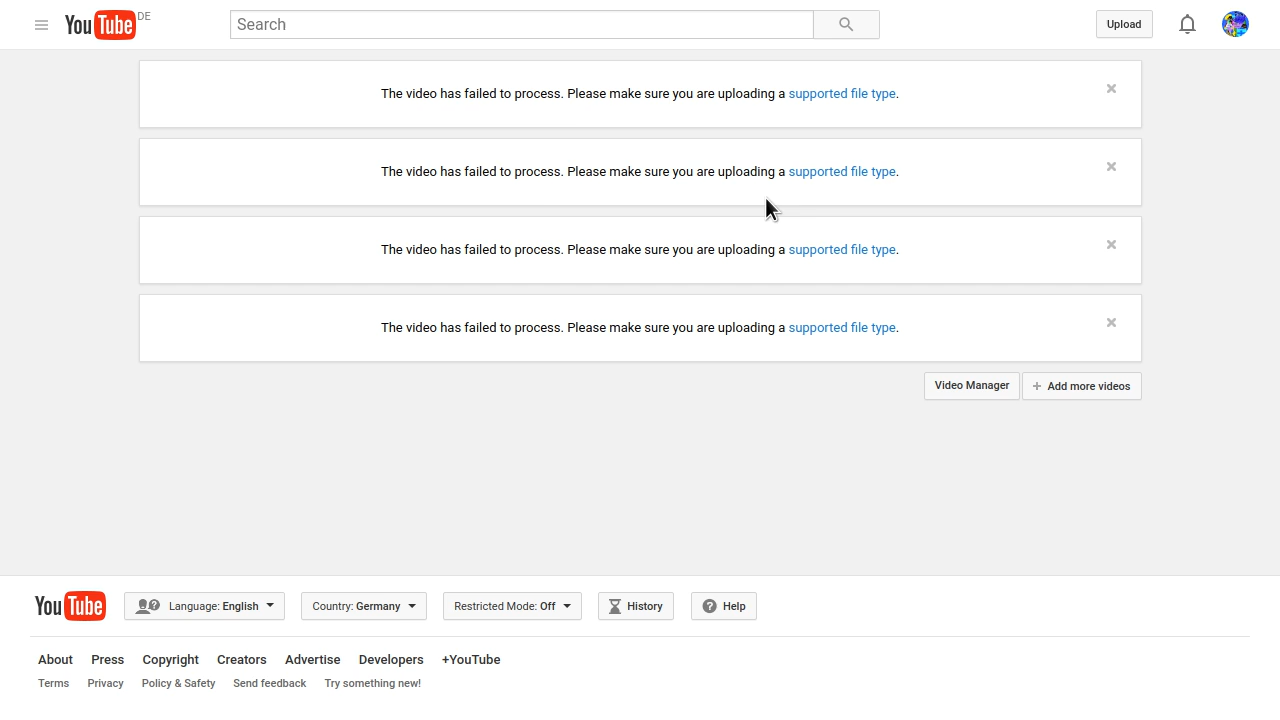 YouTube DE
Search
Upload
The video has failed to process. Please make sure you are uploading a supported file type.
The video has failed to process. Please make sure you are uploading a supported file type.
The video has failed to process. Please make sure you are uploading a supported file type.
The video has failed to process. Please make sure you are uploading a supported file type.
Video Manager + Add more videos
YouTube Language: English Country: Germany Restricted Mode: Off History Help
About Press Copyright Creators Advertise Developers +YouTube
Terms Privacy Policy & Safety Send feedback Try something new!